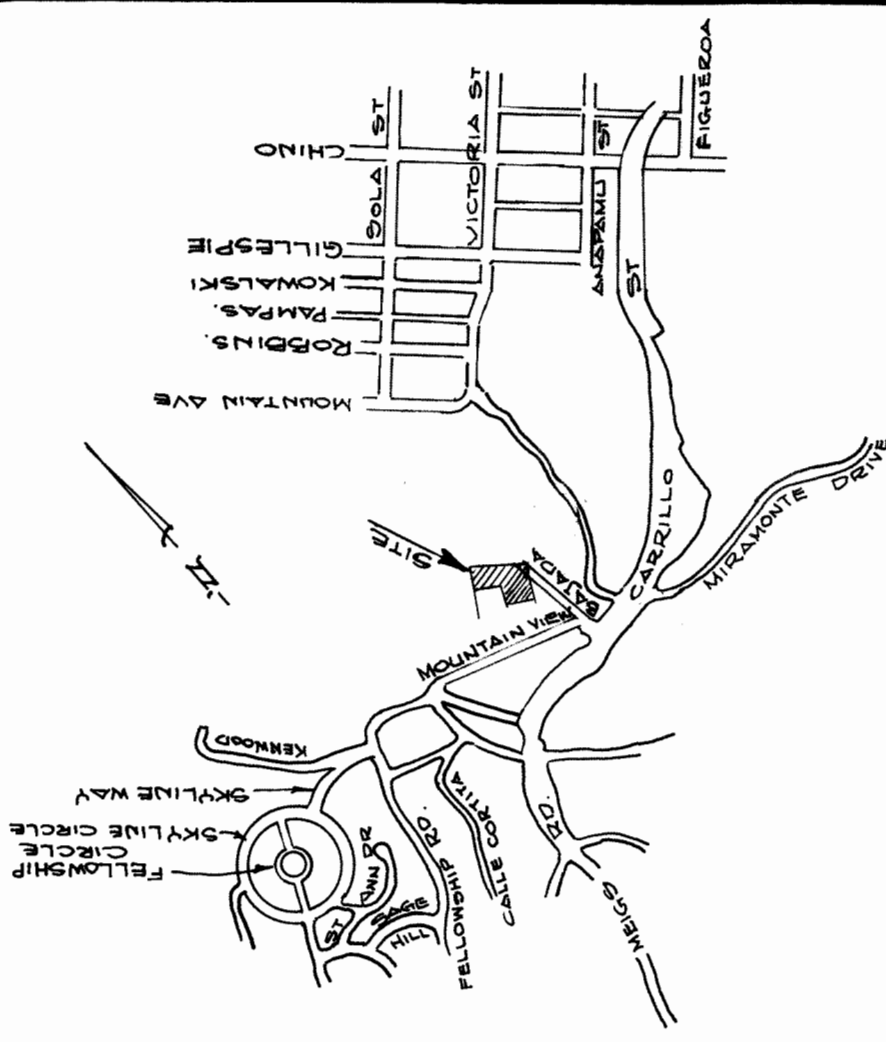 FIGUEROA
SOLA ST
VICTORIA ST
ANAPAMU ST
CHINO
GILLESPIE
KOWALSKI
PAMPAS.
ROBBINS.
MOUNTAIN AVE
CARRILLO ST
MIRAMONTE DRIVE
N
SITE
BAJADA
MOUNTAIN VIEW
KENWOOD
SKYLINE WAY
SKYLINE CIRCLE
FELLOWSHIP
CIRCLE
ST ANN DR
SAGE
HILL
FELLOWSHIP RD.
CALLE CORTITA
MEIGS RD.